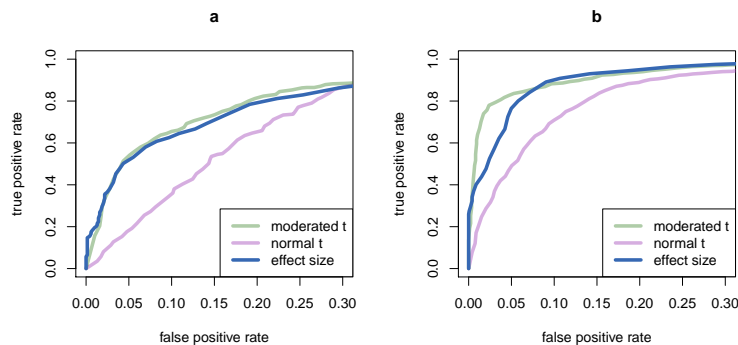 a
true positive rate
0.0 0.2 0.4 0.6 0.8 1.0
moderated t
normal t
effect size
0.00 0.05 0.10 0.15 0.20 0.25 0.30
false positive rate
b
true positive rate
0.0 0.2 0.4 0.6 0.8 1.0
moderated t
normal t
effect size
0.00 0.05 0.10 0.15 0.20 0.25 0.30
false positive rate